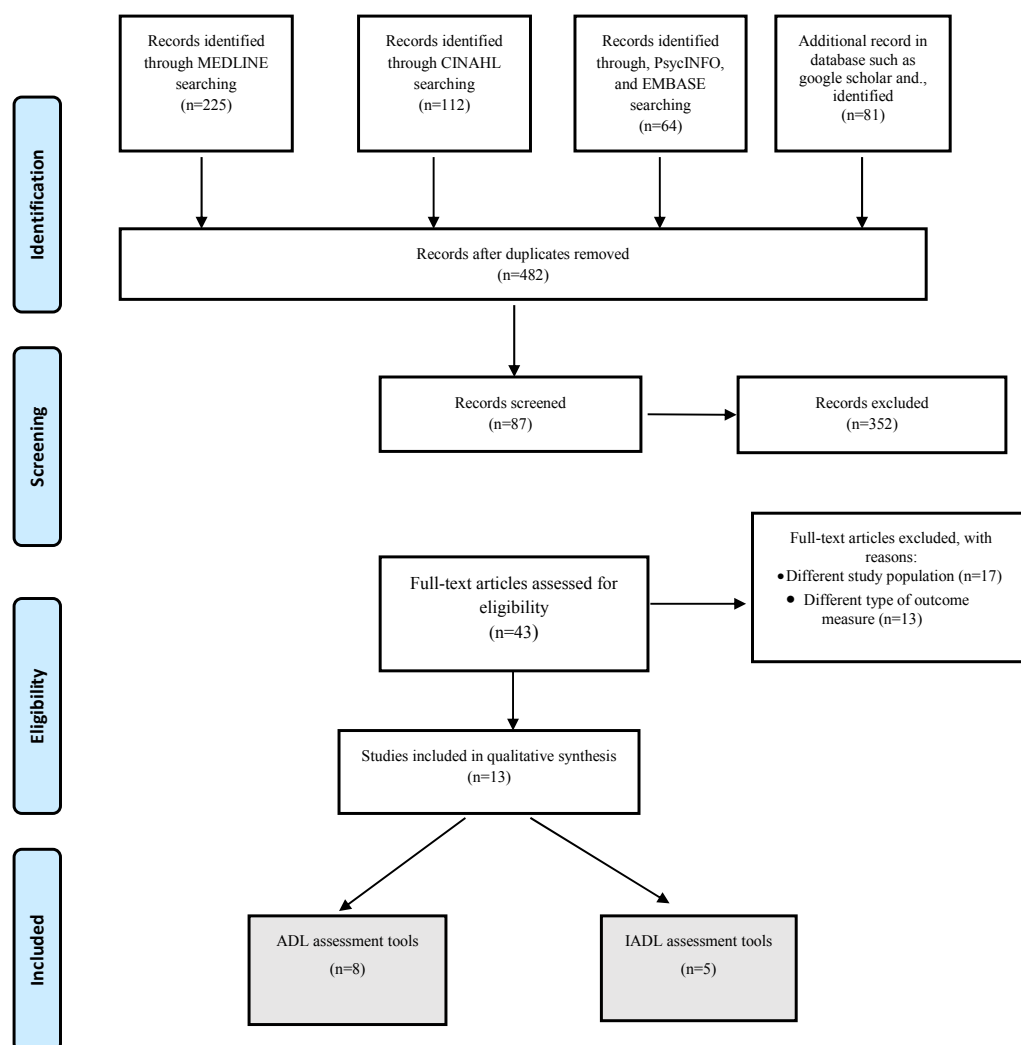 Records identified
through MEDLINE
searching
(n=225)
Records identified
through CINAHL
searching
(n=112)
Records identified
through, PsycINFO,
and EMBASE
searching
(n=64)
Additional record in
database such as
google scholar and.,
identified
(n=81)
Identification
Records after duplicates removed
(n=482)
Screening
Records screened
(n=87)
Records excluded
(n=352)
Eligibility
Full-text articles assessed for
eligibility
(n=43)
Full-text articles excluded, with
reasons:
•Different study population (n=17)
• Different type of outcome
measure (n=13)
Studies included in qualitative synthesis
(n=13)
Included
ADL assessment tools
(n=8)
IADL assessment tools
(n=5)